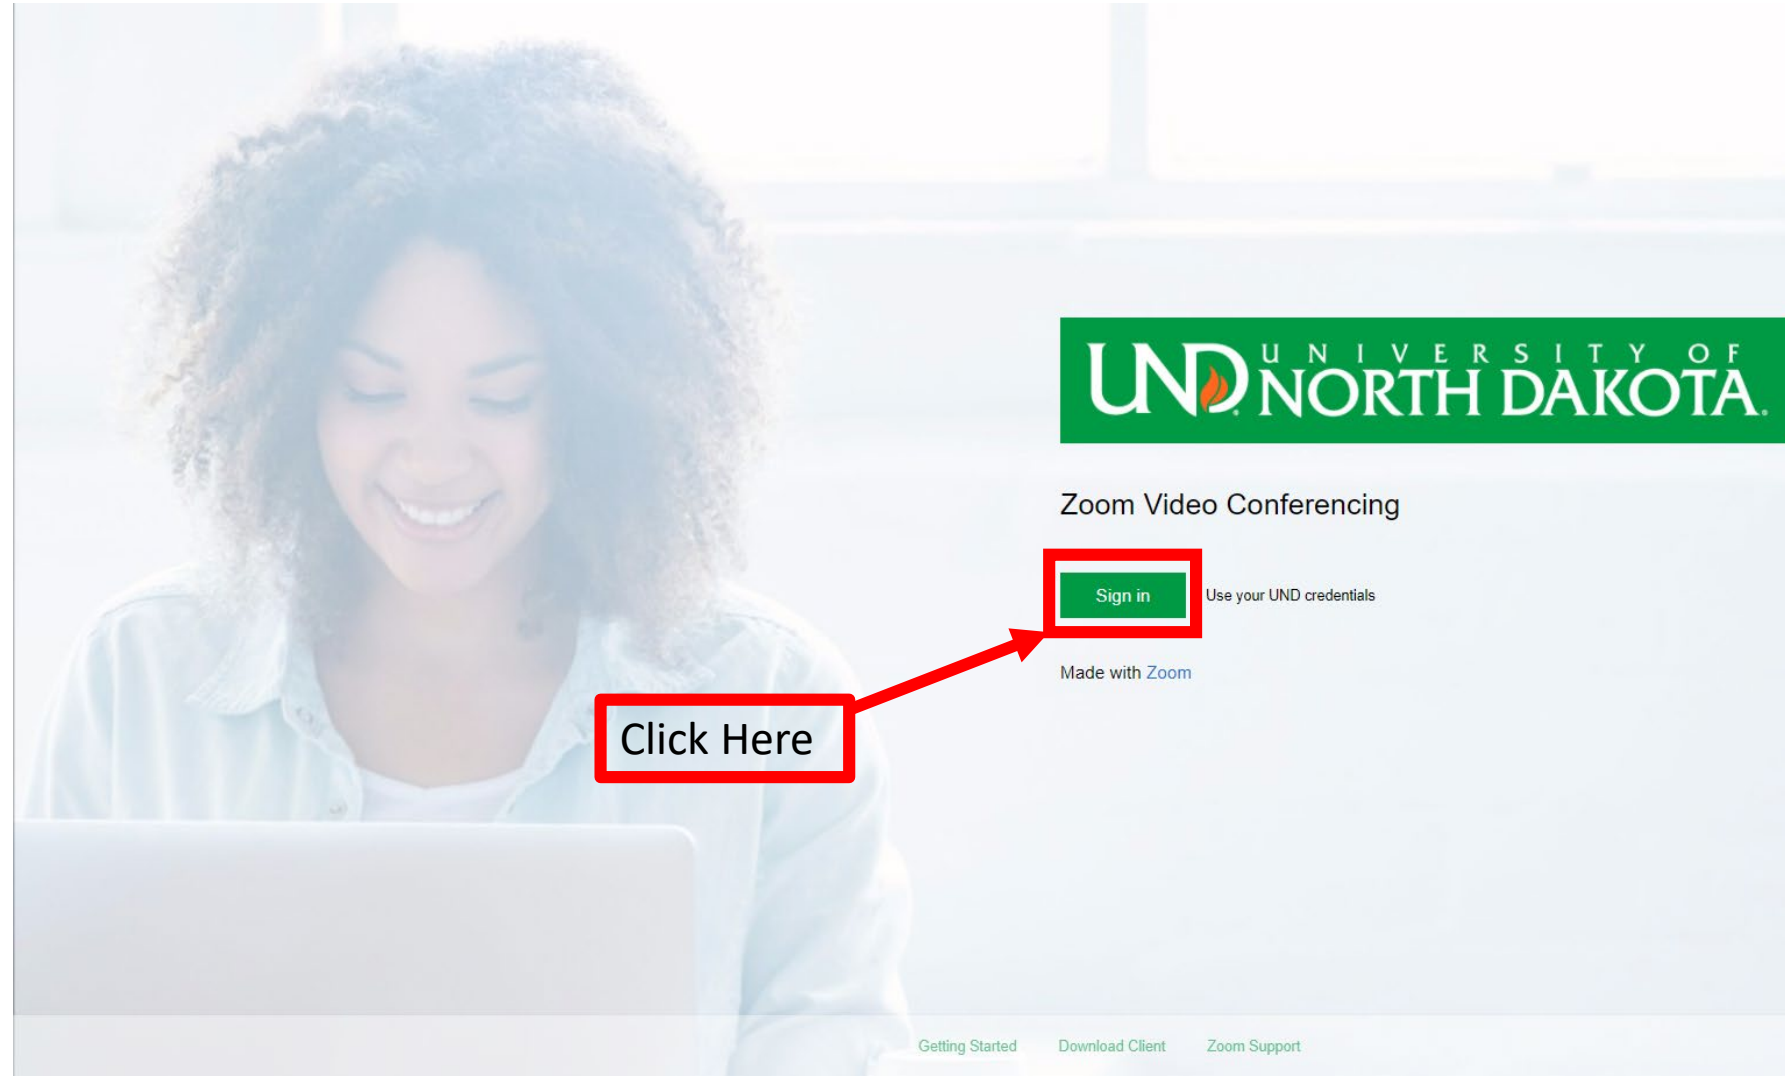 UND UNIVERSITY OF
NORTH DAKOTA
Zoom Video Conferencing
Sign in Use your UND credentials
Made with Zoom
Click Here
Getting Started Download Client Zoom Support